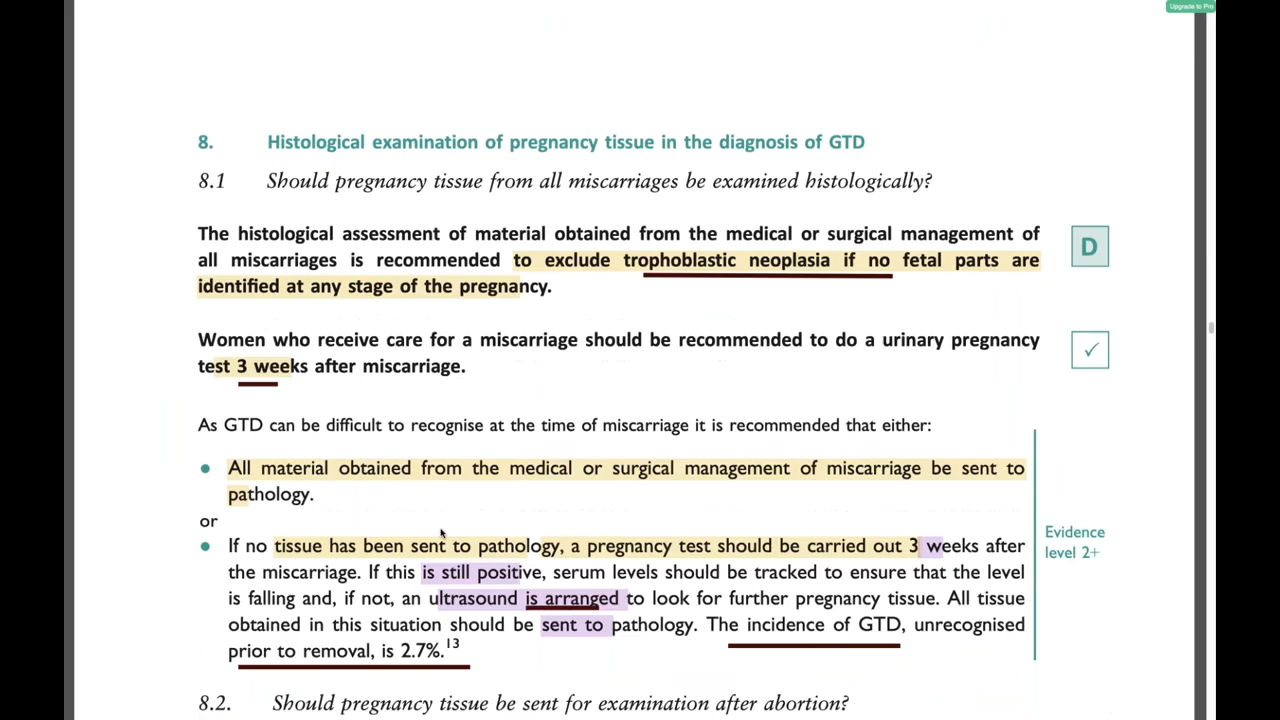 Upgrade to Pro
8. Histological examination of pregnancy tissue in the diagnosis of GTD
8.1 Should pregnancy tissue from all miscarriages be examined histologically?
The histological assessment of material obtained from the medical or surgical management of
all miscarriages is recommended to exclude trophoblastic neoplasia if no fetal parts are
identified at any stage of the pregnancy.
D
Women who receive care for a miscarriage should be recommended to do a urinary pregnancy
test 3 weeks after miscarriage.
✓
As GTD can be difficult to recognise at the time of miscarriage it is recommended that either:
● All material obtained from the medical or surgical management of miscarriage be sent to
pathology.
or
● If no tissue has been sent to pathology, a pregnancy test should be carried out 3 weeks after
the miscarriage. If this is still positive, serum levels should be tracked to ensure that the level
is falling and, if not, an ultrasound is arranged to look for further pregnancy tissue. All tissue
obtained in this situation should be sent to pathology. The incidence of GTD, unrecognised
prior to removal, is 2.7%.¹³
Evidence
level 2+
8.2. Should pregnancy tissue be sent for examination after abortion?